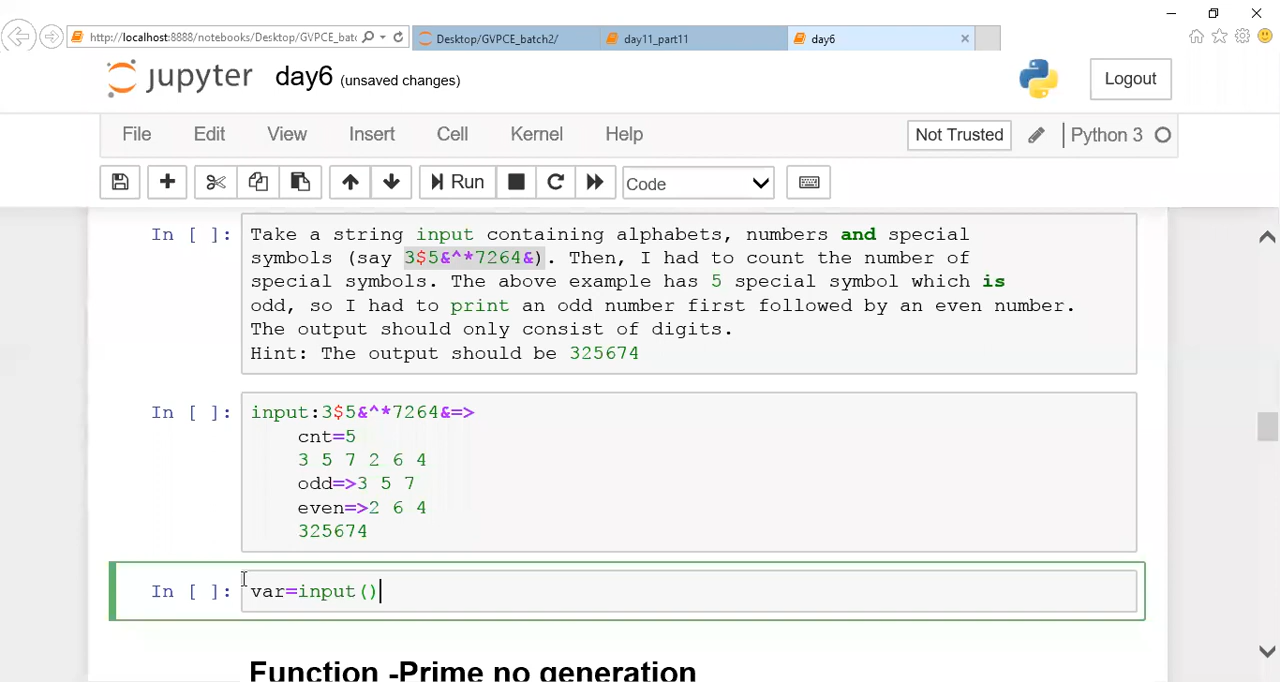 http://localhost:8888/notebooks/Desktop/GVPCE_batc
Desktop/GVPCE_batch2/
day11_part11
day6
jupyter day6 (unsaved changes)
Logout
File Edit View Insert Cell Kernel Help
Not Trusted
Python 3
Run
Code
In [ ]:
Take a string input containing alphabets, numbers and special
symbols (say 3$5&^*7264&). Then, I had to count the number of
special symbols. The above example has 5 special symbol which is
odd, so I had to print an odd number first followed by an even number.
The output should only consist of digits.
Hint: The output should be 325674
In [ ]:
input:3$5&^*7264&=>
cnt=5
3 5 7 2 6 4
odd=>3 5 7
even=>2 6 4
325674
In [ ]:
var=input()
Function -Prime no generation